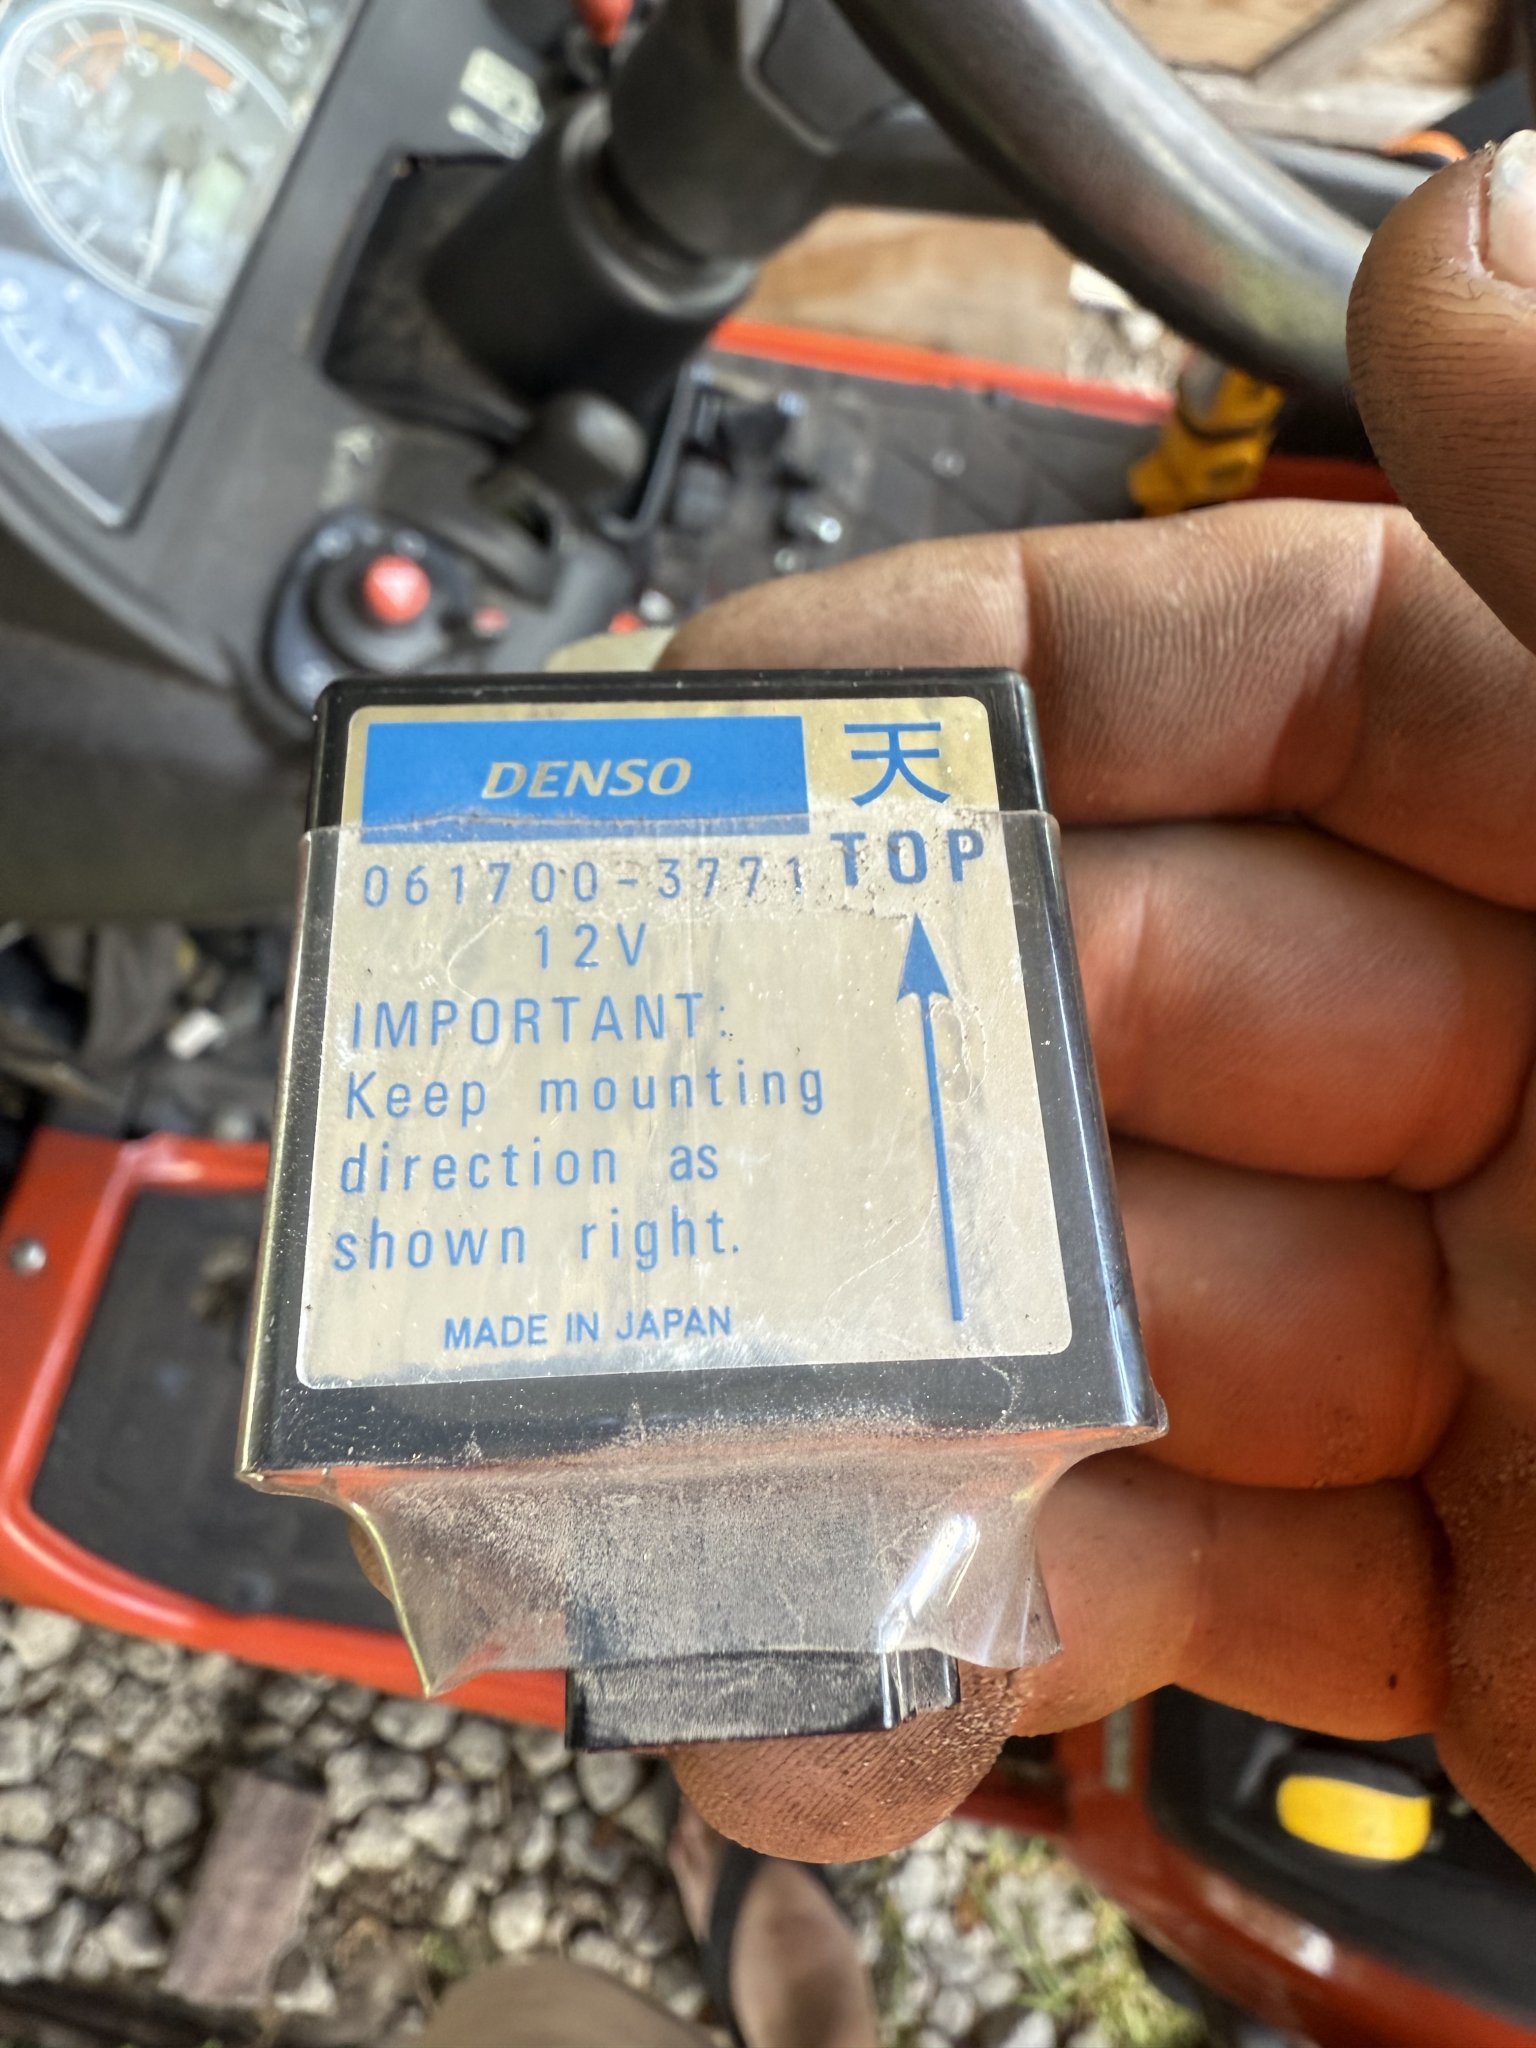 DENSO
天
TOP
061700-3771
12V
IMPORTANT:
Keep mounting
direction as
shown right.
MADE IN JAPAN